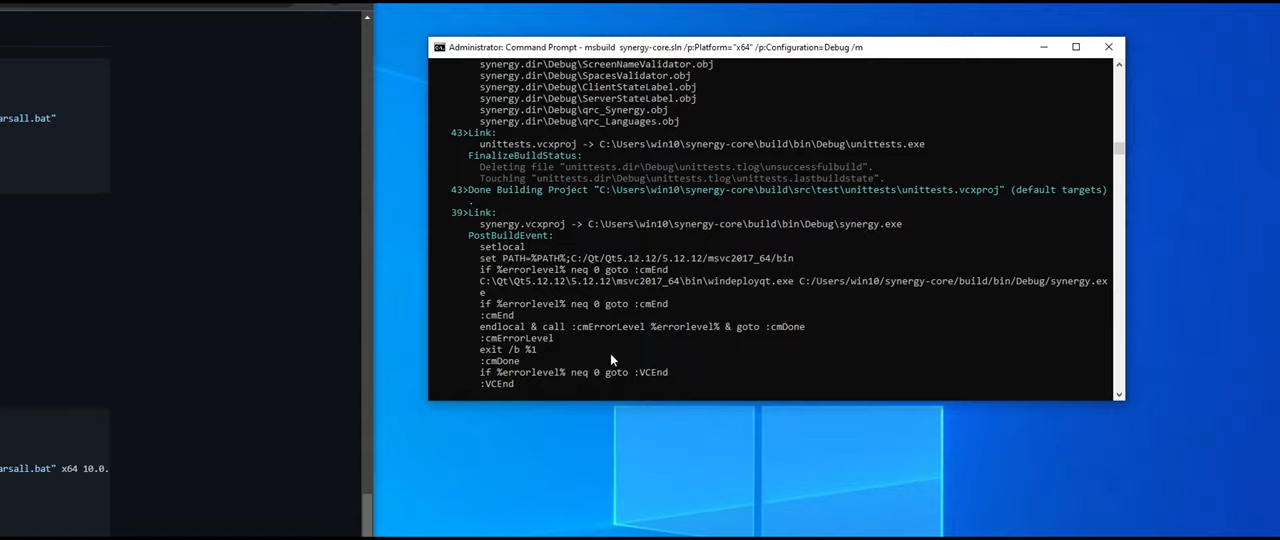 arsall.bat"
arsall.bat" x64 10.0.
Administrator: Command Prompt - msbuild  synergy-core.sln /p:Platform="x64" /p:Configuration=Debug /m
synergy.dir\Debug\ScreenNameValidator.obj
synergy.dir\Debug\SpacesValidator.obj
synergy.dir\Debug\ClientStateLabel.obj
synergy.dir\Debug\ServerStateLabel.obj
synergy.dir\Debug\qrc_Synergy.obj
synergy.dir\Debug\qrc_Languages.obj
43>Link:
unittests.vcxproj -> C:\Users\win10\synergy-core\build\bin\Debug\unittests.exe
FinalizeBuildStatus:
Deleting file "unittests.dir\Debug\unittests.tlog\unsuccessfulbuild".
Touching "unittests.dir\Debug\unittests.tlog\unittests.lastbuildstate".
43>Done Building Project "C:\Users\win10\synergy-core\build\src\test\unittests\unittests.vcxproj" (default targets)
.
39>Link:
synergy.vcxproj -> C:\Users\win10\synergy-core\build\bin\Debug\synergy.exe
PostBuildEvent:
setlocal
set PATH=%PATH%;C:/Qt/Qt5.12.12/5.12.12/msvc2017_64/bin
if %errorlevel% neq 0 goto :cmEnd
C:\Qt\Qt5.12.12\5.12.12\msvc2017_64\bin\windeployqt.exe C:/Users/win10/synergy-core/build/bin/Debug/synergy.ex
e
if %errorlevel% neq 0 goto :cmEnd
:cmEnd
endlocal & call :cmErrorLevel %errorlevel% & goto :cmDone
:cmErrorLevel
exit /b %1
:cmDone
if %errorlevel% neq 0 goto :VCEnd
:VCEnd